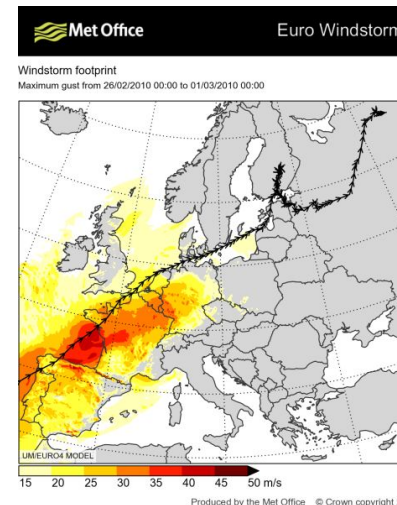 Met Office
Euro Windstorm
Windstorm footprint
Maximum gust from 26/02/2010 00:00 to 01/03/2010 00:00
UM/EURO4 MODEL
15 20 25 30 35 40 45 50 m/s
Produced by the Met Office © Crown copyright